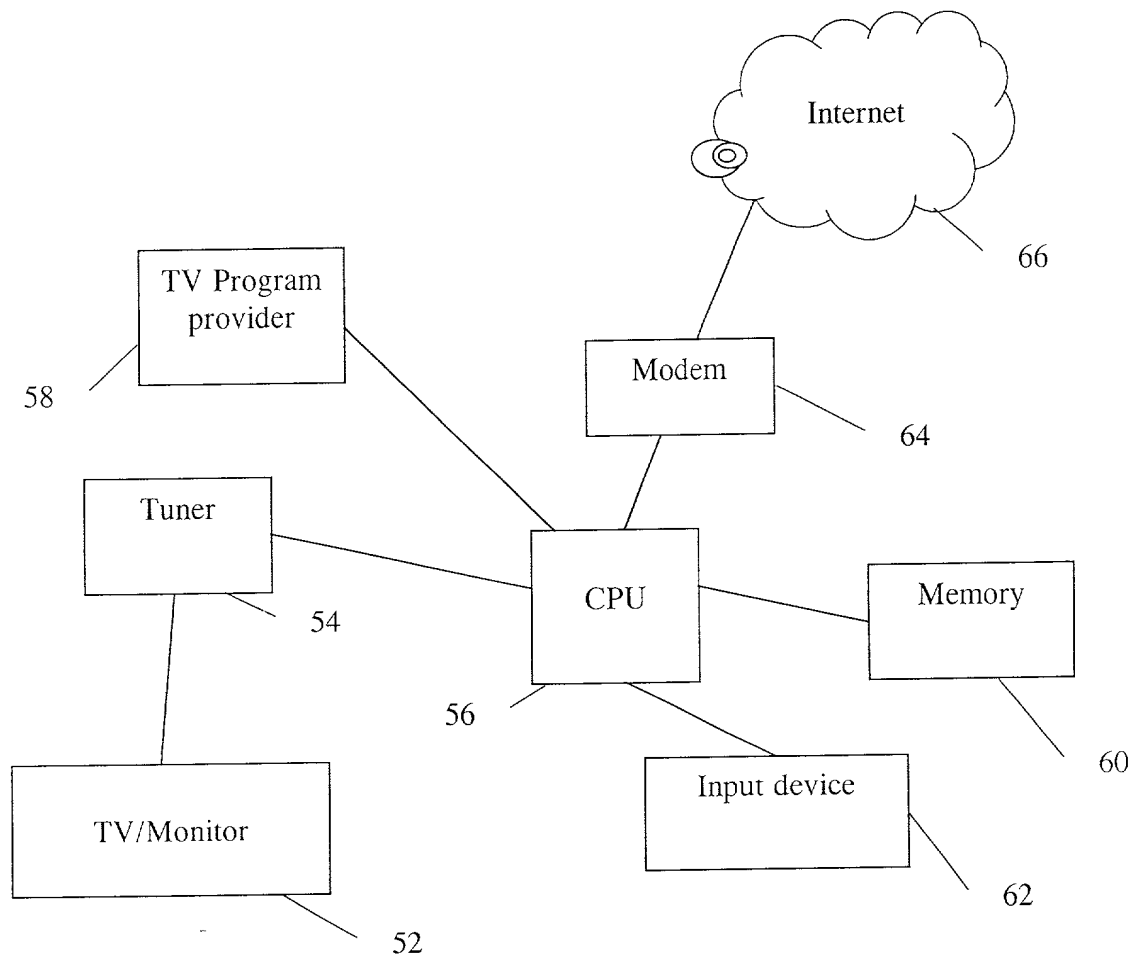 Internet
66
TV Program
provider
58
Modem
64
Tuner
54
CPU
56
Memory
60
Input device
62
TV/Monitor
52